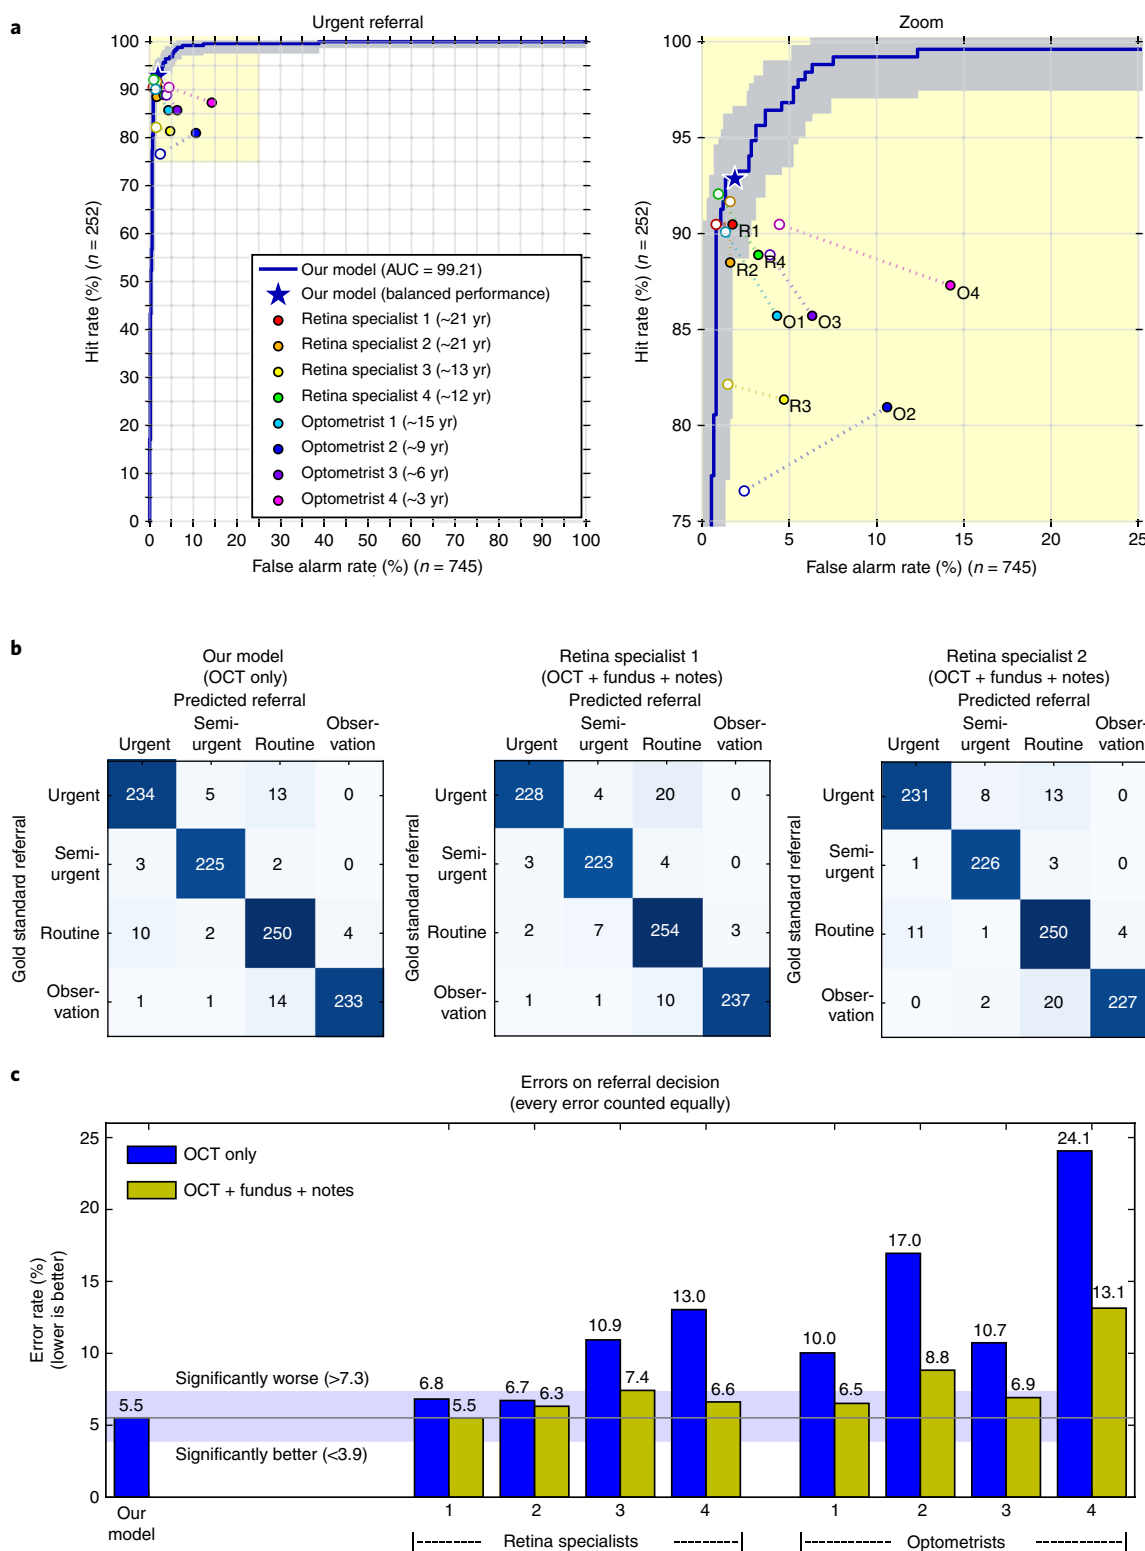 a
Urgent referral
Zoom
100
90
80
70
60
50
40
30
20
10
0
Hit rate (%) (n = 252)
Our model (AUC = 99.21)
Our model (balanced performance)
Retina specialist 1 (~21 yr)
Retina specialist 2 (~21 yr)
Retina specialist 3 (~13 yr)
Retina specialist 4 (~12 yr)
Optometrist 1 (~15 yr)
Optometrist 2 (~9 yr)
Optometrist 3 (~6 yr)
Optometrist 4 (~3 yr)
0 10 20 30 40 50 60 70 80 90 100
False alarm rate (%) (n = 745)
100
95
90
85
80
75
Hit rate (%) (n = 252)
R1
R2
R4
O4
O1
O3
R3
O2
0 5 10 15 20 25
False alarm rate (%) (n = 745)
b
Our model
(OCT only)
Predicted referral
Urgent Semi-urgent Routine Obser-vation
Gold standard referral
Urgent 234 5 13 0
Semi-urgent 3 225 2 0
Routine 10 2 250 4
Obser-vation 1 1 14 233
Retina specialist 1
(OCT + fundus + notes)
Predicted referral
Urgent Semi-urgent Routine Obser-vation
Gold standard referral
Urgent 228 4 20 0
Semi-urgent 3 223 4 0
Routine 2 7 254 3
Obser-vation 1 1 10 237
Retina specialist 2
(OCT + fundus + notes)
Predicted referral
Urgent Semi-urgent Routine Obser-vation
Gold standard referral
Urgent 231 8 13 0
Semi-urgent 1 226 3 0
Routine 11 1 250 4
Obser-vation 0 2 20 227
c
Errors on referral decision
(every error counted equally)
25
20
15
10
5
0
Error rate (%)
(lower is better)
OCT only
OCT + fundus + notes
Significantly worse (>7.3)
Significantly better (<3.9)
5.5
6.8 5.5
6.7 6.3
10.9 7.4
13.0 6.6
10.0 6.5
17.0 8.8
10.7 6.9
24.1 13.1
Our
model
1 2 3 4
Retina specialists
1 2 3 4
Optometrists